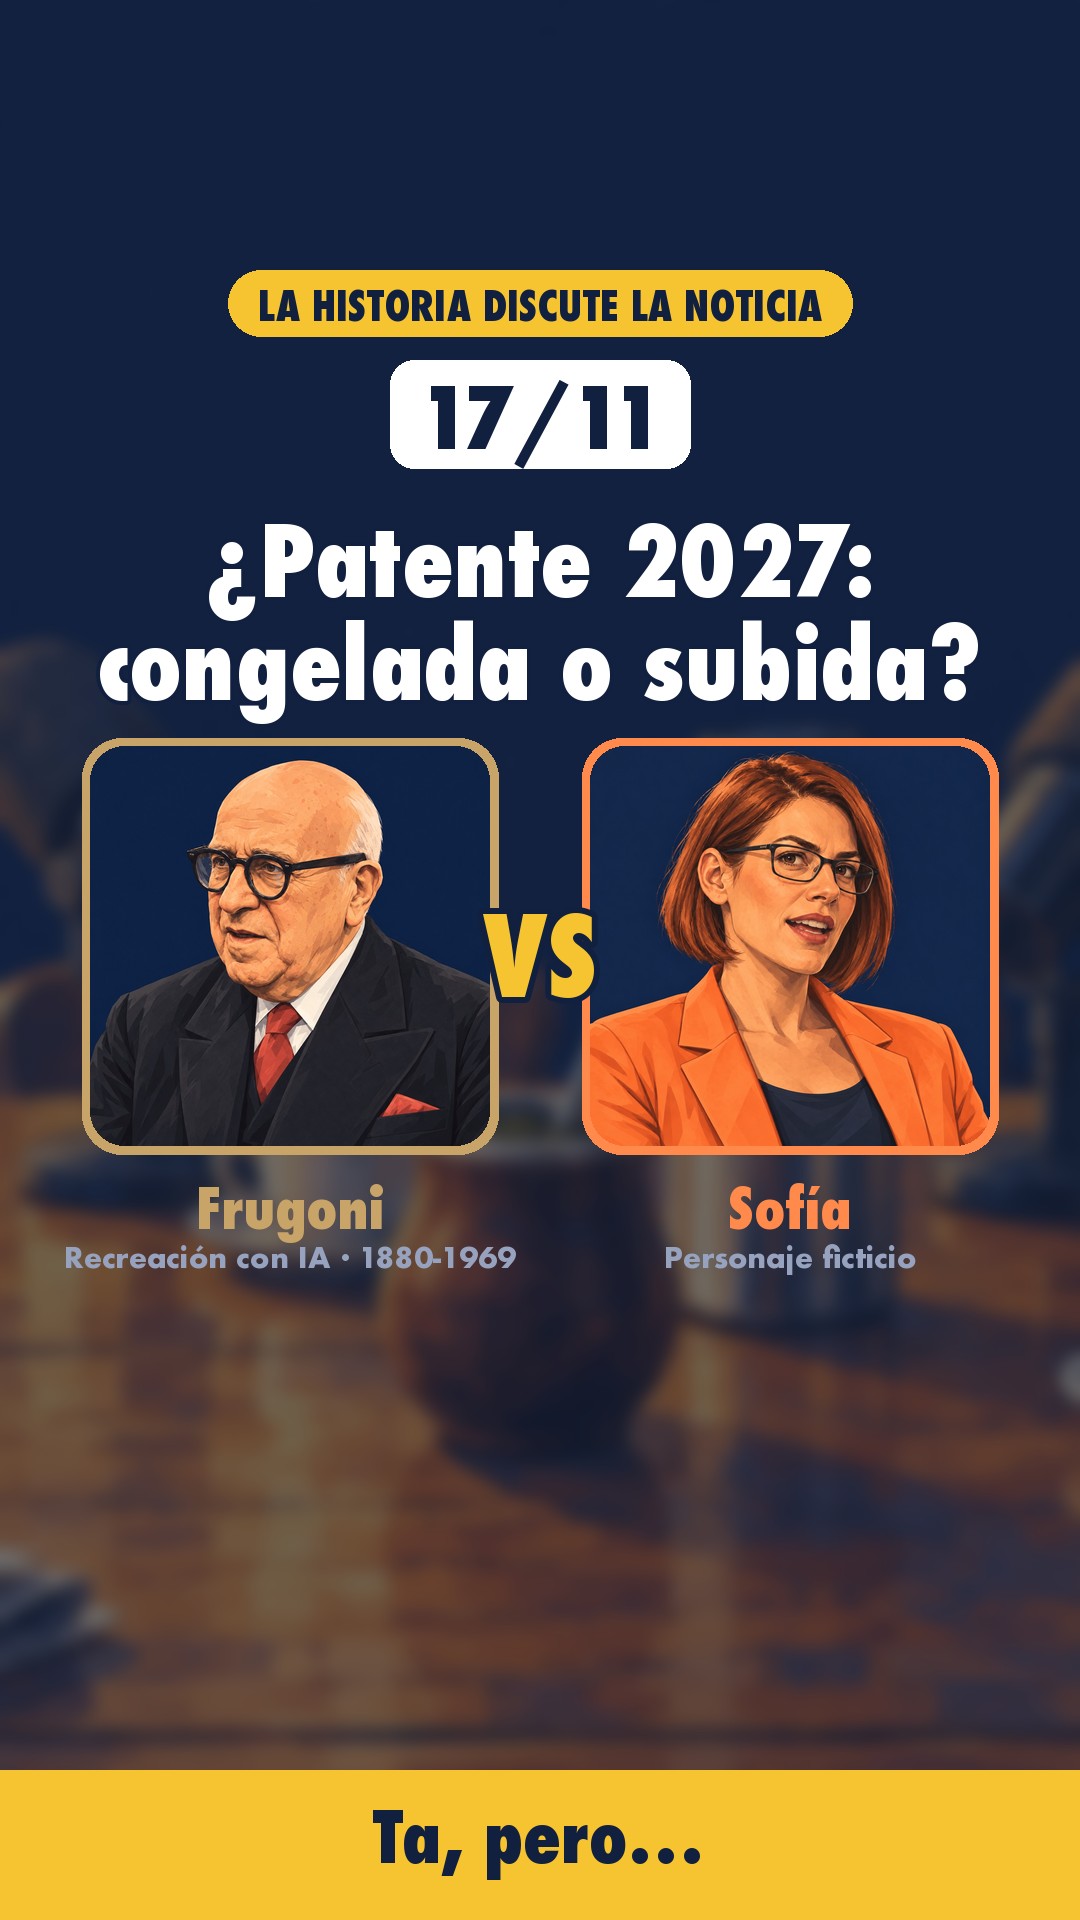 LA HISTORIA DISCUTE LA NOTICIA
17/11
¿Patente 2027:
congelada o subida?
VS
Frugoni
Recreación con IA · 1880-1969
Sofía
Personaje ficticio
Ta, pero...